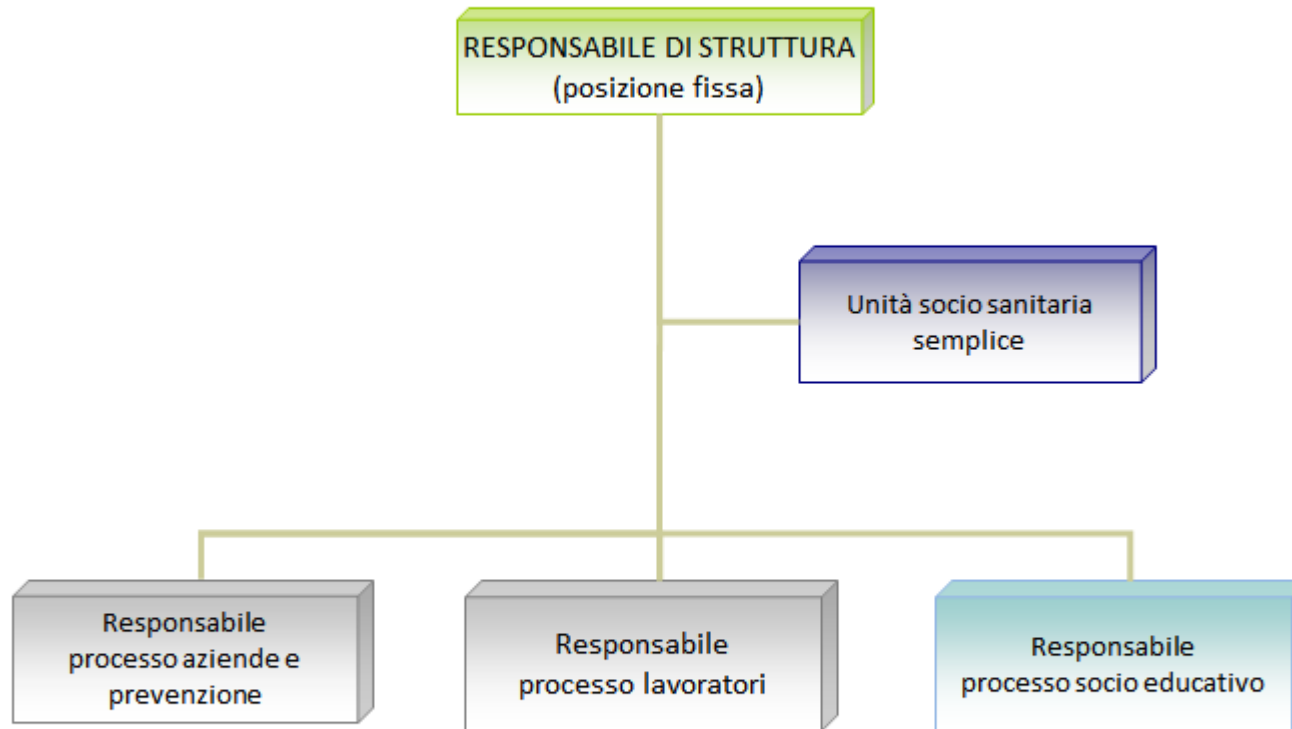 RESPONSABILE DI STRUTTURA
(posizione fissa)
Unità socio sanitaria
semplice
Responsabile
processo aziende e
prevenzione
Responsabile
processo lavoratori
Responsabile
processo socio educativo